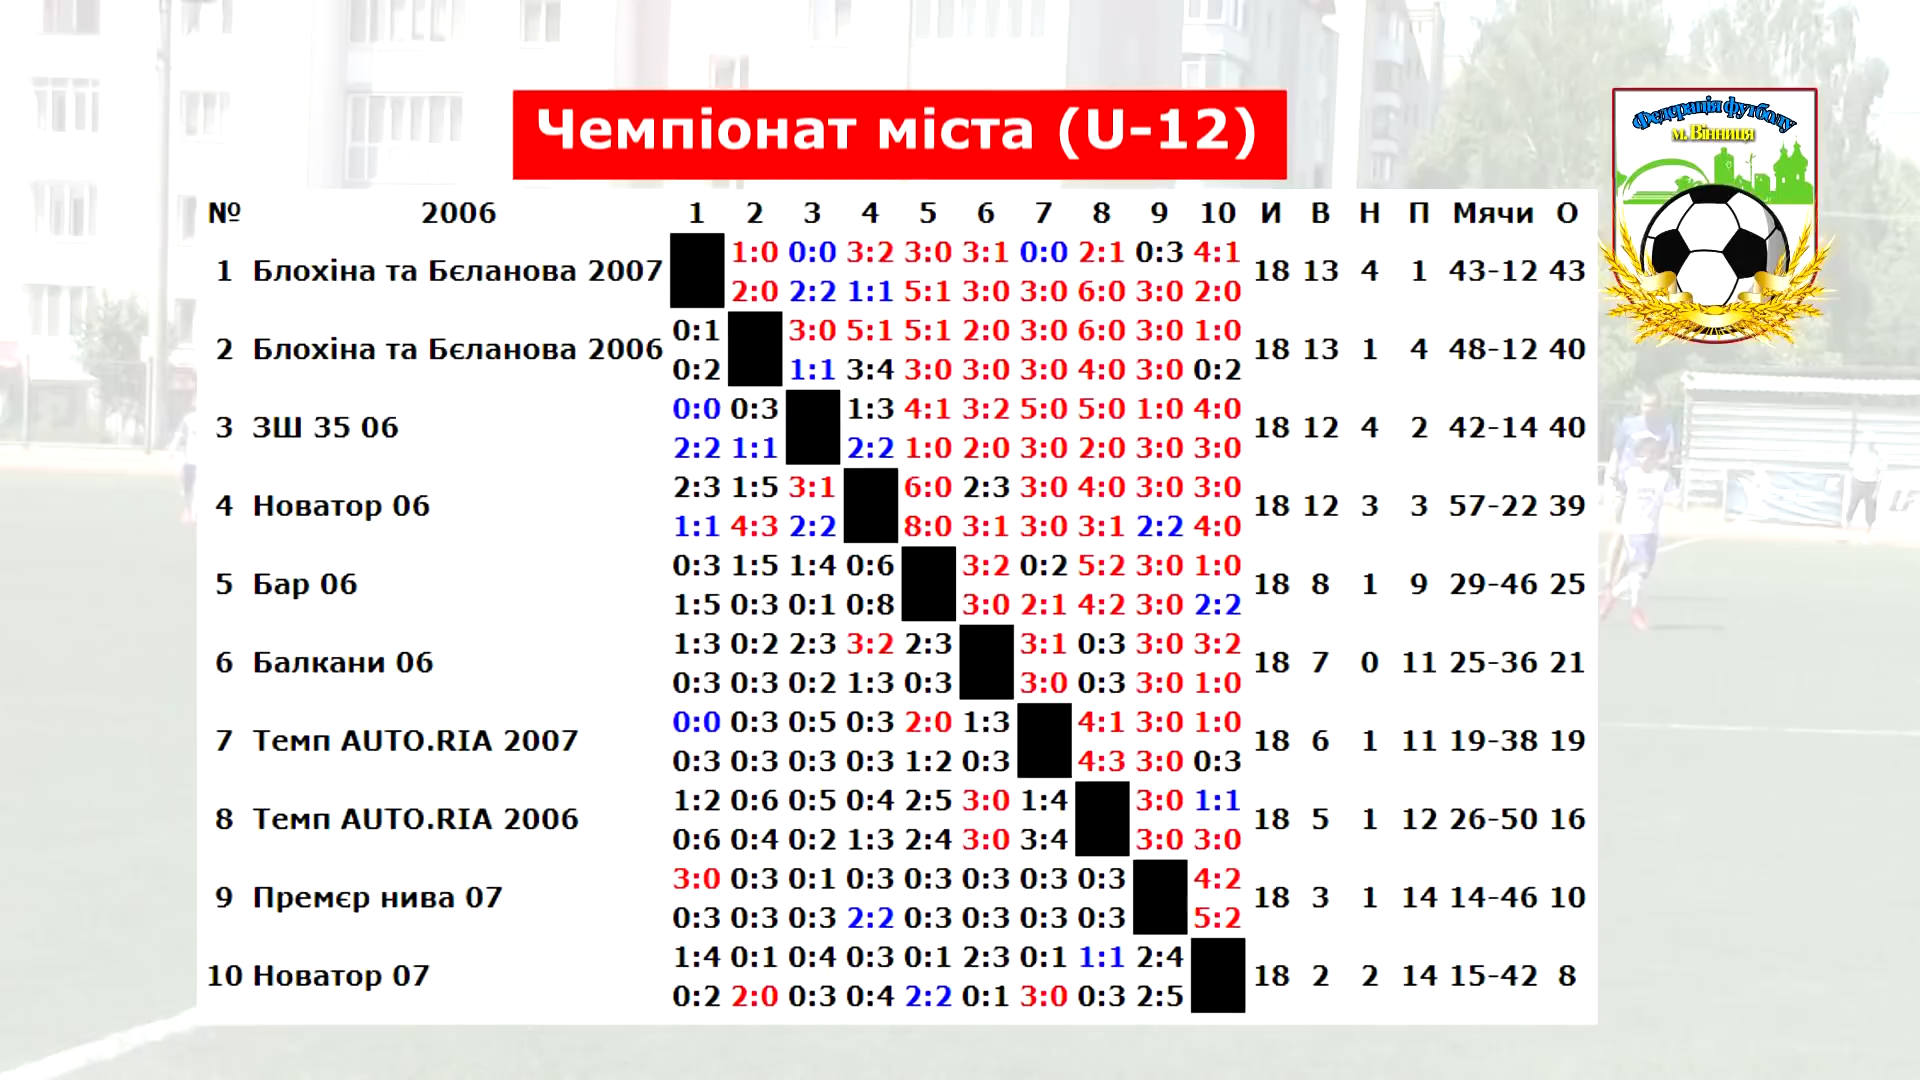 Чемпіонат міста (U-12)
Федерація футболу
м. Вінниця
№ 2006 1 2 3 4 5 6 7 8 9 10 И В Н П Мячи О
1:0 0:0 3:2 3:0 3:1 0:0 2:1 0:3 4:1
1 Блохіна та Бєланова 2007 18 13 4 1 43-12 43
2:0 2:2 1:1 5:1 3:0 3:0 6:0 3:0 2:0
0:1 3:0 5:1 5:1 2:0 3:0 6:0 3:0 1:0
2 Блохіна та Бєланова 2006 18 13 1 4 48-12 40
0:2 1:1 3:4 3:0 3:0 3:0 4:0 3:0 0:2
0:0 0:3 1:3 4:1 3:2 5:0 5:0 1:0 4:0
3 ЗШ 35 06 18 12 4 2 42-14 40
2:2 1:1 2:2 1:0 2:0 3:0 2:0 3:0 3:0
2:3 1:5 3:1 6:0 2:3 3:0 4:0 3:0 3:0
4 Новатор 06 18 12 3 3 57-22 39
1:1 4:3 2:2 8:0 3:1 3:0 3:1 2:2 4:0
0:3 1:5 1:4 0:6 3:2 0:2 5:2 3:0 1:0
5 Бар 06 18 8 1 9 29-46 25
1:5 0:3 0:1 0:8 3:0 2:1 4:2 3:0 2:2
1:3 0:2 2:3 3:2 2:3 3:1 0:3 3:0 3:2
6 Балкани 06 18 7 0 11 25-36 21
0:3 0:3 0:2 1:3 0:3 3:0 0:3 3:0 1:0
0:0 0:3 0:5 0:3 2:0 1:3 4:1 3:0 1:0
7 Темп AUTO.RIA 2007 18 6 1 11 19-38 19
0:3 0:3 0:3 0:3 1:2 0:3 4:3 3:0 0:3
1:2 0:6 0:5 0:4 2:5 3:0 1:4 3:0 1:1
8 Темп AUTO.RIA 2006 18 5 1 12 26-50 16
0:6 0:4 0:2 1:3 2:4 3:0 3:4 3:0 3:0
3:0 0:3 0:1 0:3 0:3 0:3 0:3 0:3 4:2
9 Премєр нива 07 18 3 1 14 14-46 10
0:3 0:3 0:3 2:2 0:3 0:3 0:3 0:3 5:2
1:4 0:1 0:4 0:3 0:1 2:3 0:1 1:1 2:4
10 Новатор 07 18 2 2 14 15-42 8
0:2 2:0 0:3 0:4 2:2 0:1 3:0 0:3 2:5